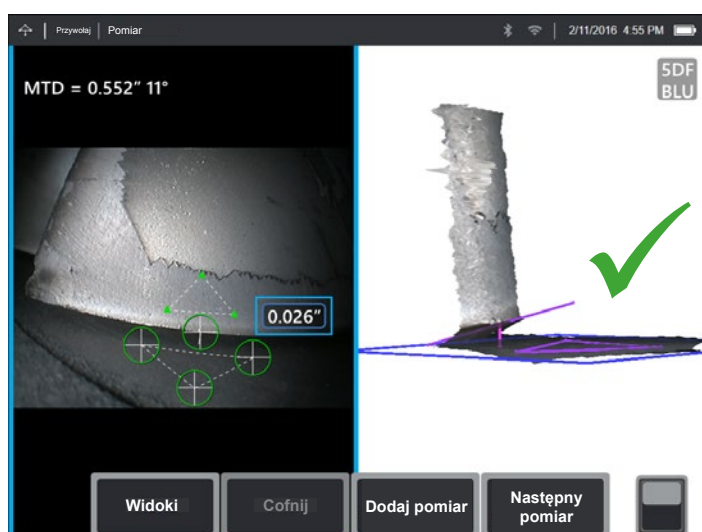 Przywołaj Pomiar
2/11/2016 4:55 PM
MTD = 0.552" 11°
5DF
BLU
0.026"
Widoki
Cofnij
Dodaj pomiar
Następny
pomiar